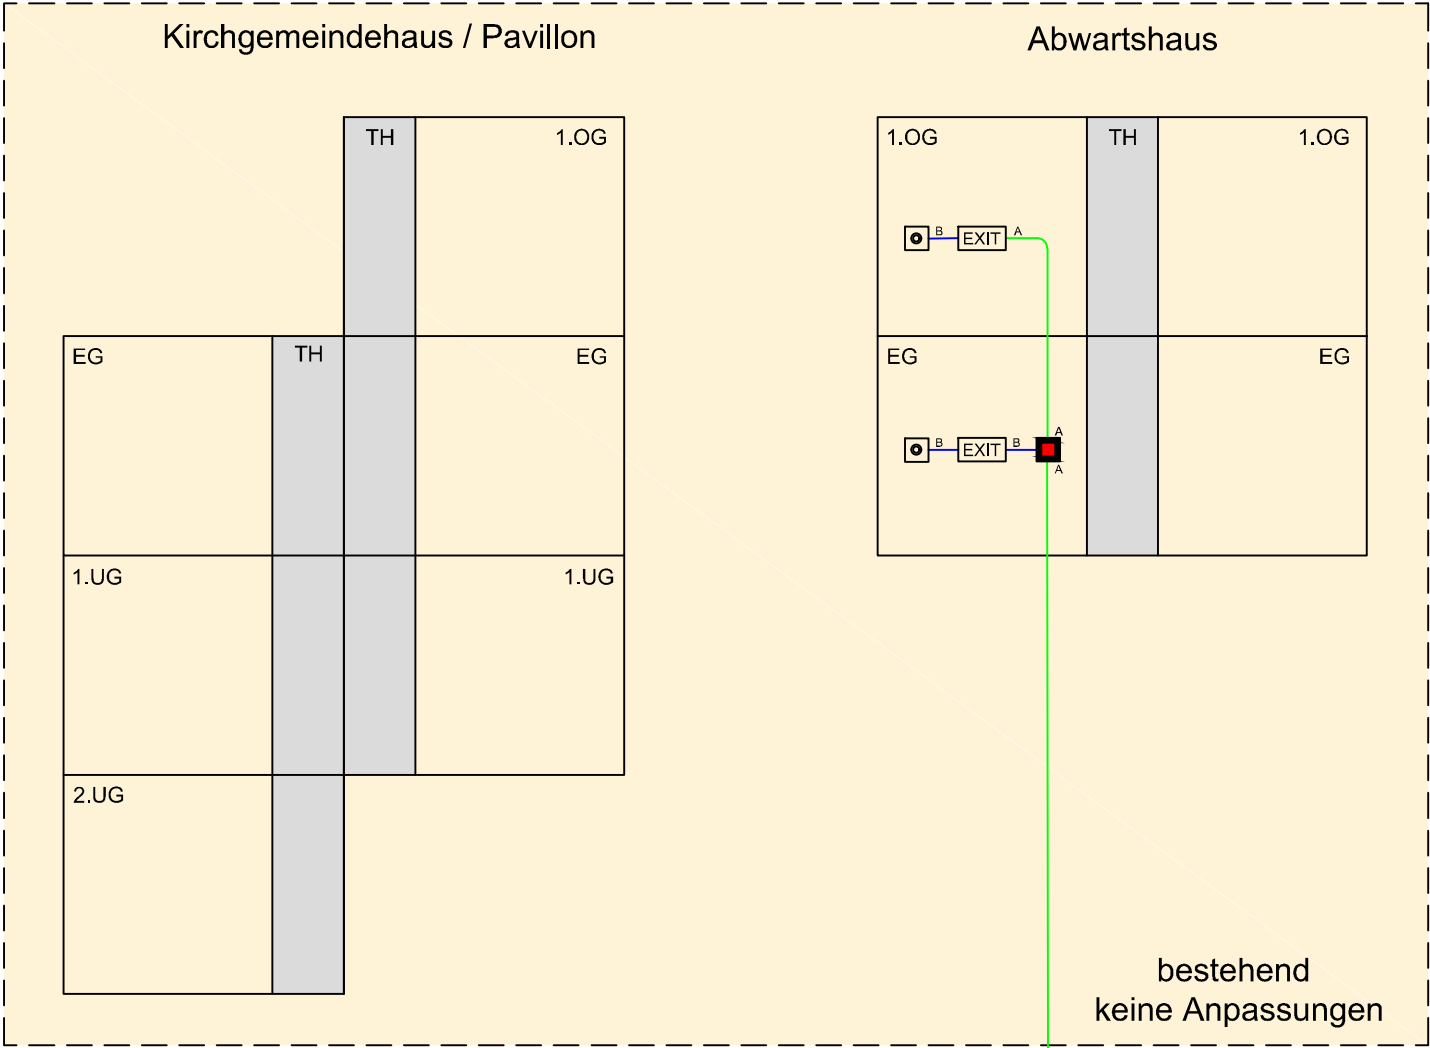 Kirchgemeindehaus / Pavillon
Abwartshaus
TH
1.OG
1.OG
TH
1.OG
B
EXIT
A
EG
TH
EG
EG
EG
A
B
EXIT
B
A
1.UG
1.UG
2.UG
bestehend
keine Anpassungen